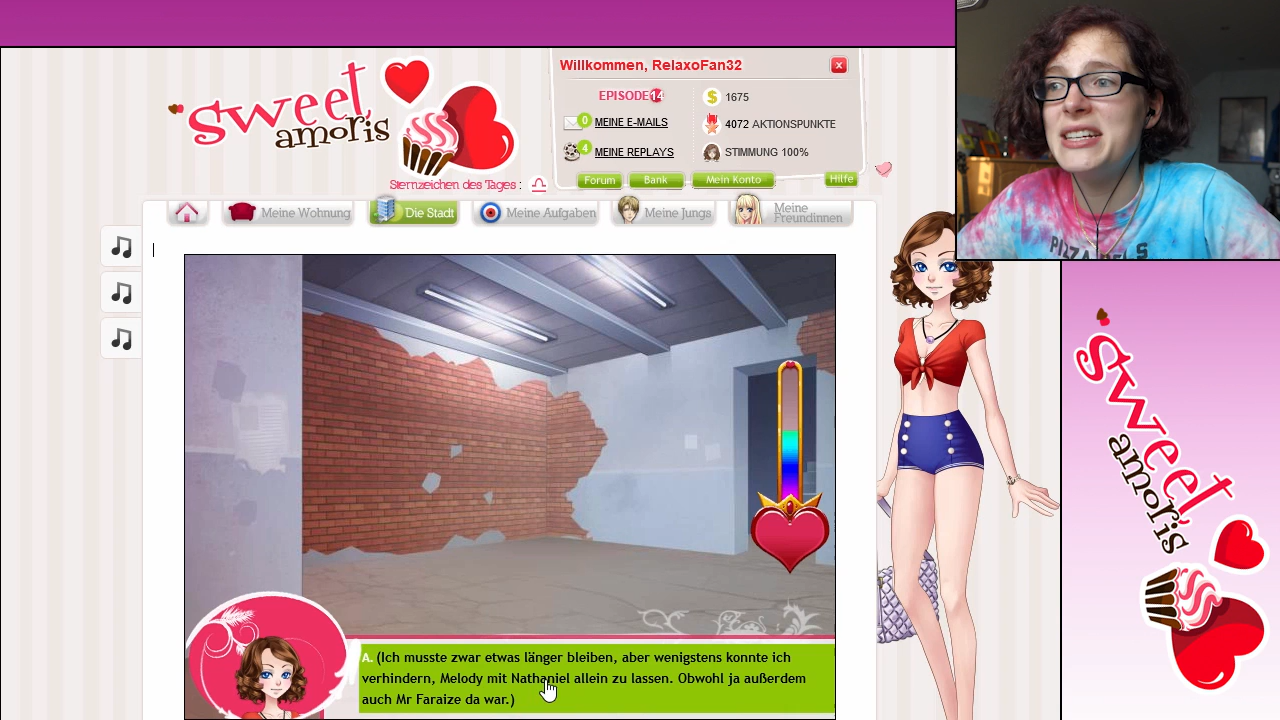 sweet
amoris
Willkommen, RelaxoFan32
x
EPISODE14
$ 1675
0 MEINE E-MAILS
4072 AKTIONSPUNKTE
4 MEINE REPLAYS
STIMMUNG 100%
Sternzeichen des Tages :
Forum
Bank
Mein Konto
Hilfe
Meine Wohnung
Die Stadt
Meine Aufgaben
Meine Jungs
Meine
Freundinnen
A. (Ich musste zwar etwas länger bleiben, aber wenigstens konnte ich
verhindern, Melody mit Nathaniel allein zu lassen. Obwohl ja außerdem
auch Mr Faraize da war.)
sweet
amoris